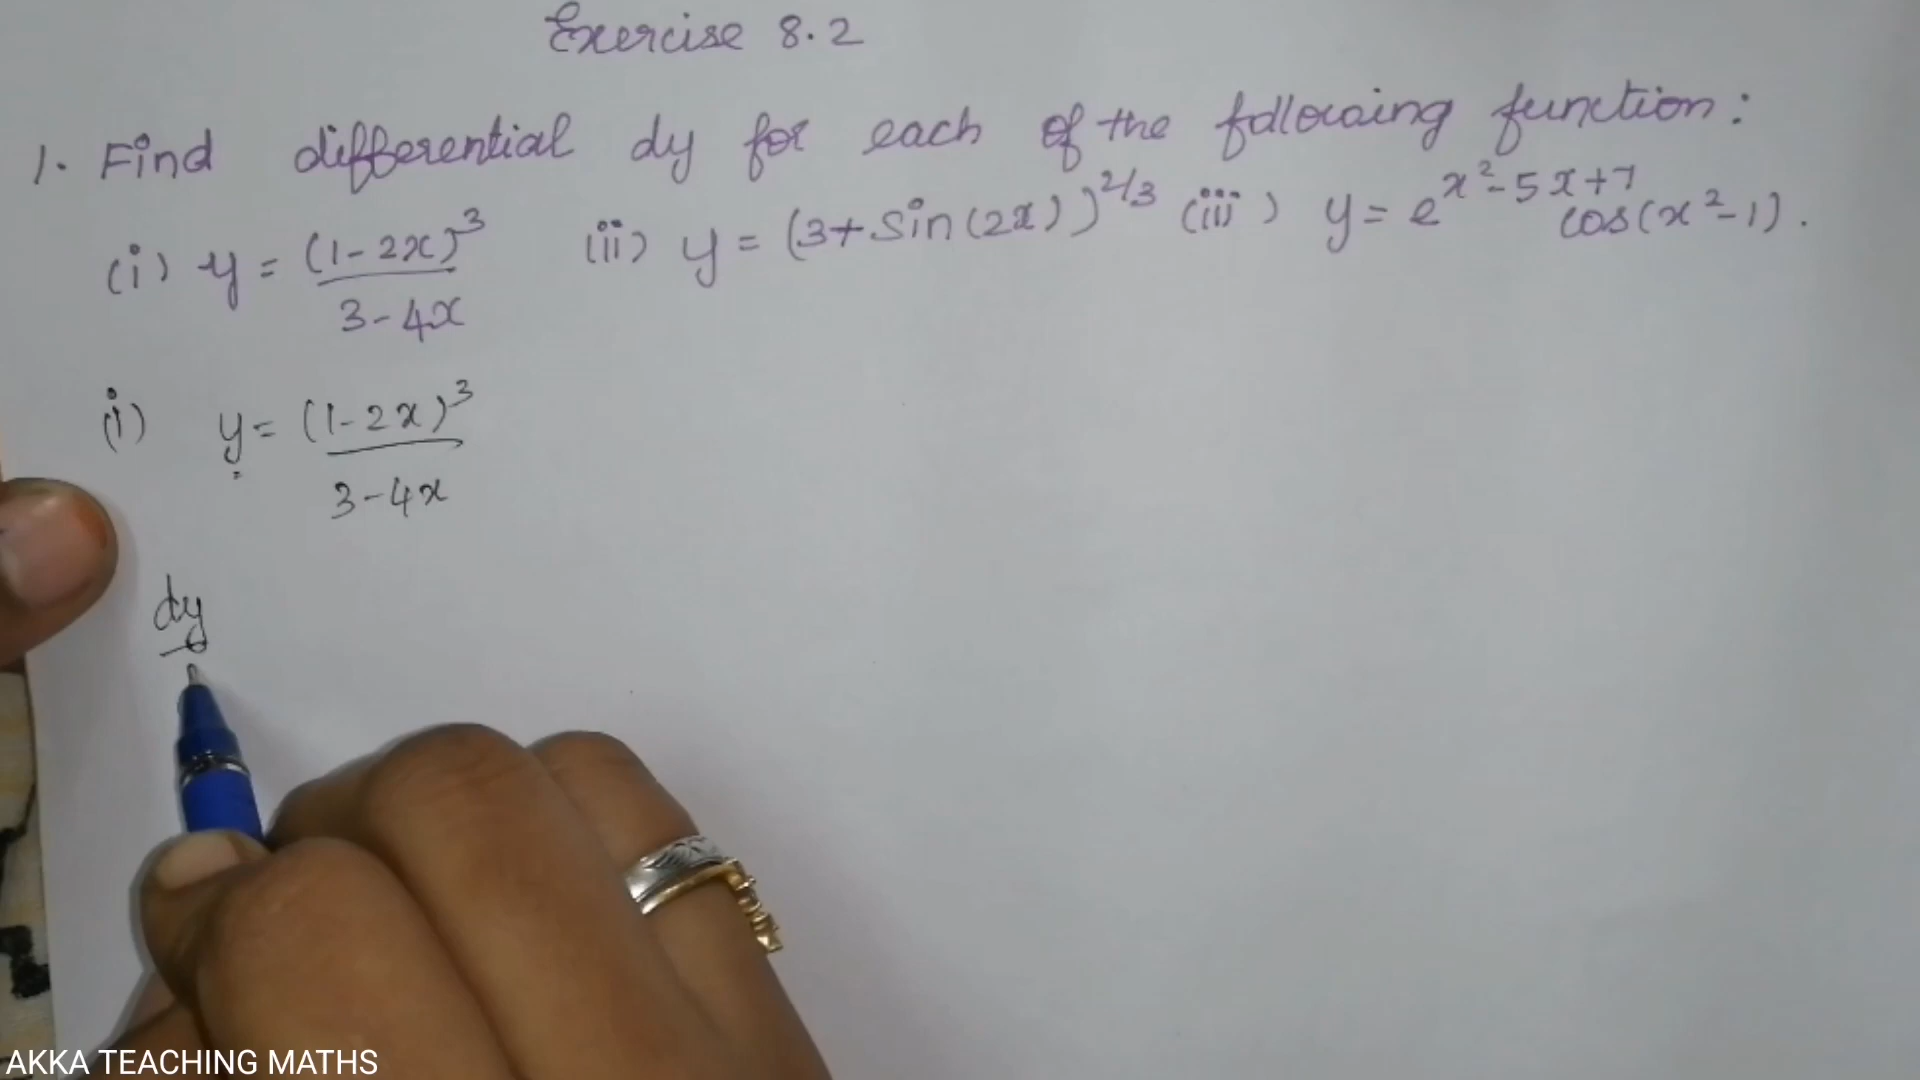 Exercise 8.2
1. Find differential dy for each of the following function:
(i) y = (1-2x)³ / 3-4x (ii) y = (3+sin(2x))^2/3 (iii) y = e^x²-5x+7 cos(x²-1).
(i) y = (1-2x)³ / 3-4x
dy
AKKA TEACHING MATHS